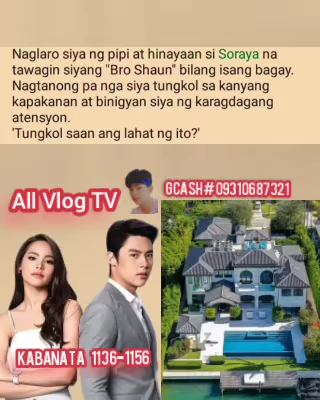 Naglaro siya ng pipi at hinayaan si Soraya na
tawagin siyang "Bro Shaun" bilang isang bagay.
Nagtanong pa nga siya tungkol sa kanyang
kapakanan at binigyan siya ng karagdagang
atensyon.
'Tungkol saan ang lahat ng ito?'
GCASH# 09310687321
All Vlog TV
KABANATA 1136-1156